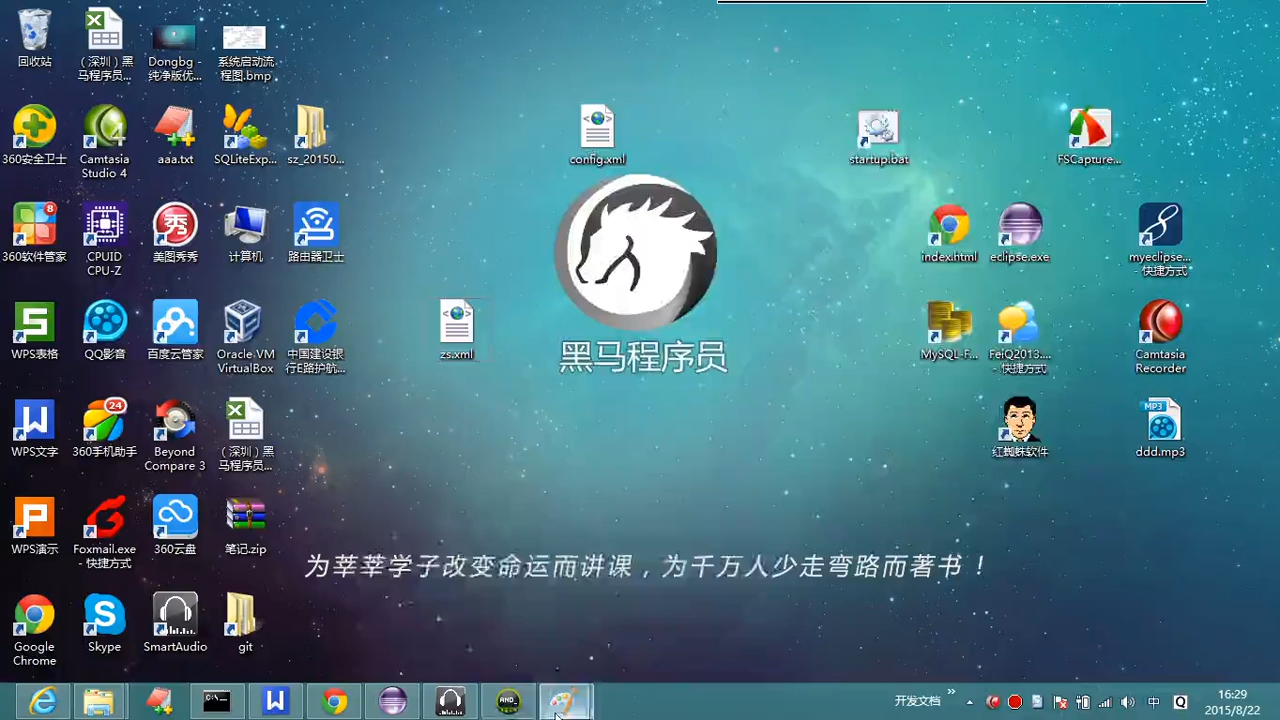 回收站
（深圳）黑
马程序员...
Dongbg -
纯净版优...
系统启动流
程图.bmp
360安全卫士
Camtasia
Studio 4
aaa.txt
SQLiteExp...
sz_20150...
config.xml
startup.bat
FSCapture...
8
360软件管家
CPUID
CPU-Z
秀
美图秀秀
计算机
路由器卫士
index.html
eclipse.exe
myeclipse...
- 快捷方式
WPS表格
QQ影音
百度云管家
Oracle VM
VirtualBox
中国建设银
行E路护航...
zs.xml
黑马程序员
MySQL-F...
FeiQ2013....
- 快捷方式
Camtasia
Recorder
W
WPS文字
24
360手机助手
Beyond
Compare 3
（深圳）黑
马程序员...
红蜘蛛软件
MP3
ddd.mp3
P
WPS演示
Foxmail.exe
- 快捷方式
360云盘
笔记.zip
为莘莘学子改变命运而讲课，为千万人少走弯路而著书！
Google
Chrome
S
Skype
SmartAudio
git
C:\
W
AND
开发文档
中
Q
16:29
2015/8/22